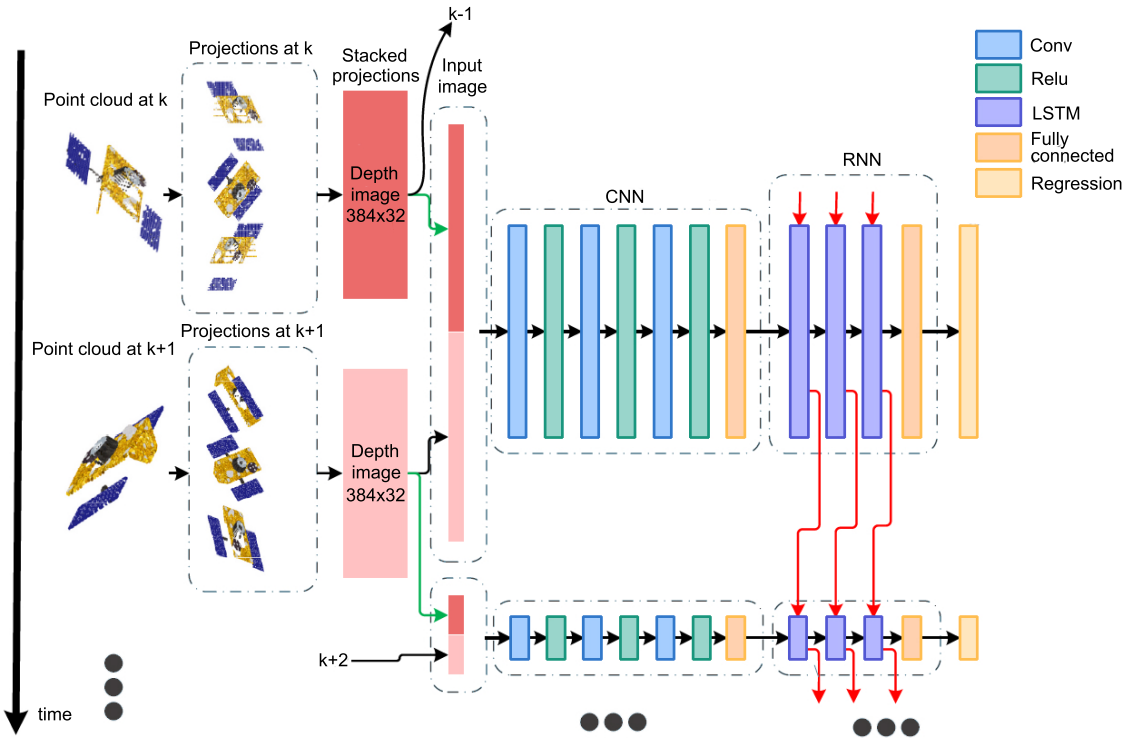 k-1
Projections at k
Stacked
projections
Input
image
Point cloud at k
Depth
image
384x32
CNN
RNN
Conv
Relu
LSTM
Fully
connected
Regression
Projections at k+1
Point cloud at k+1
Depth
image
384x32
k+2
time